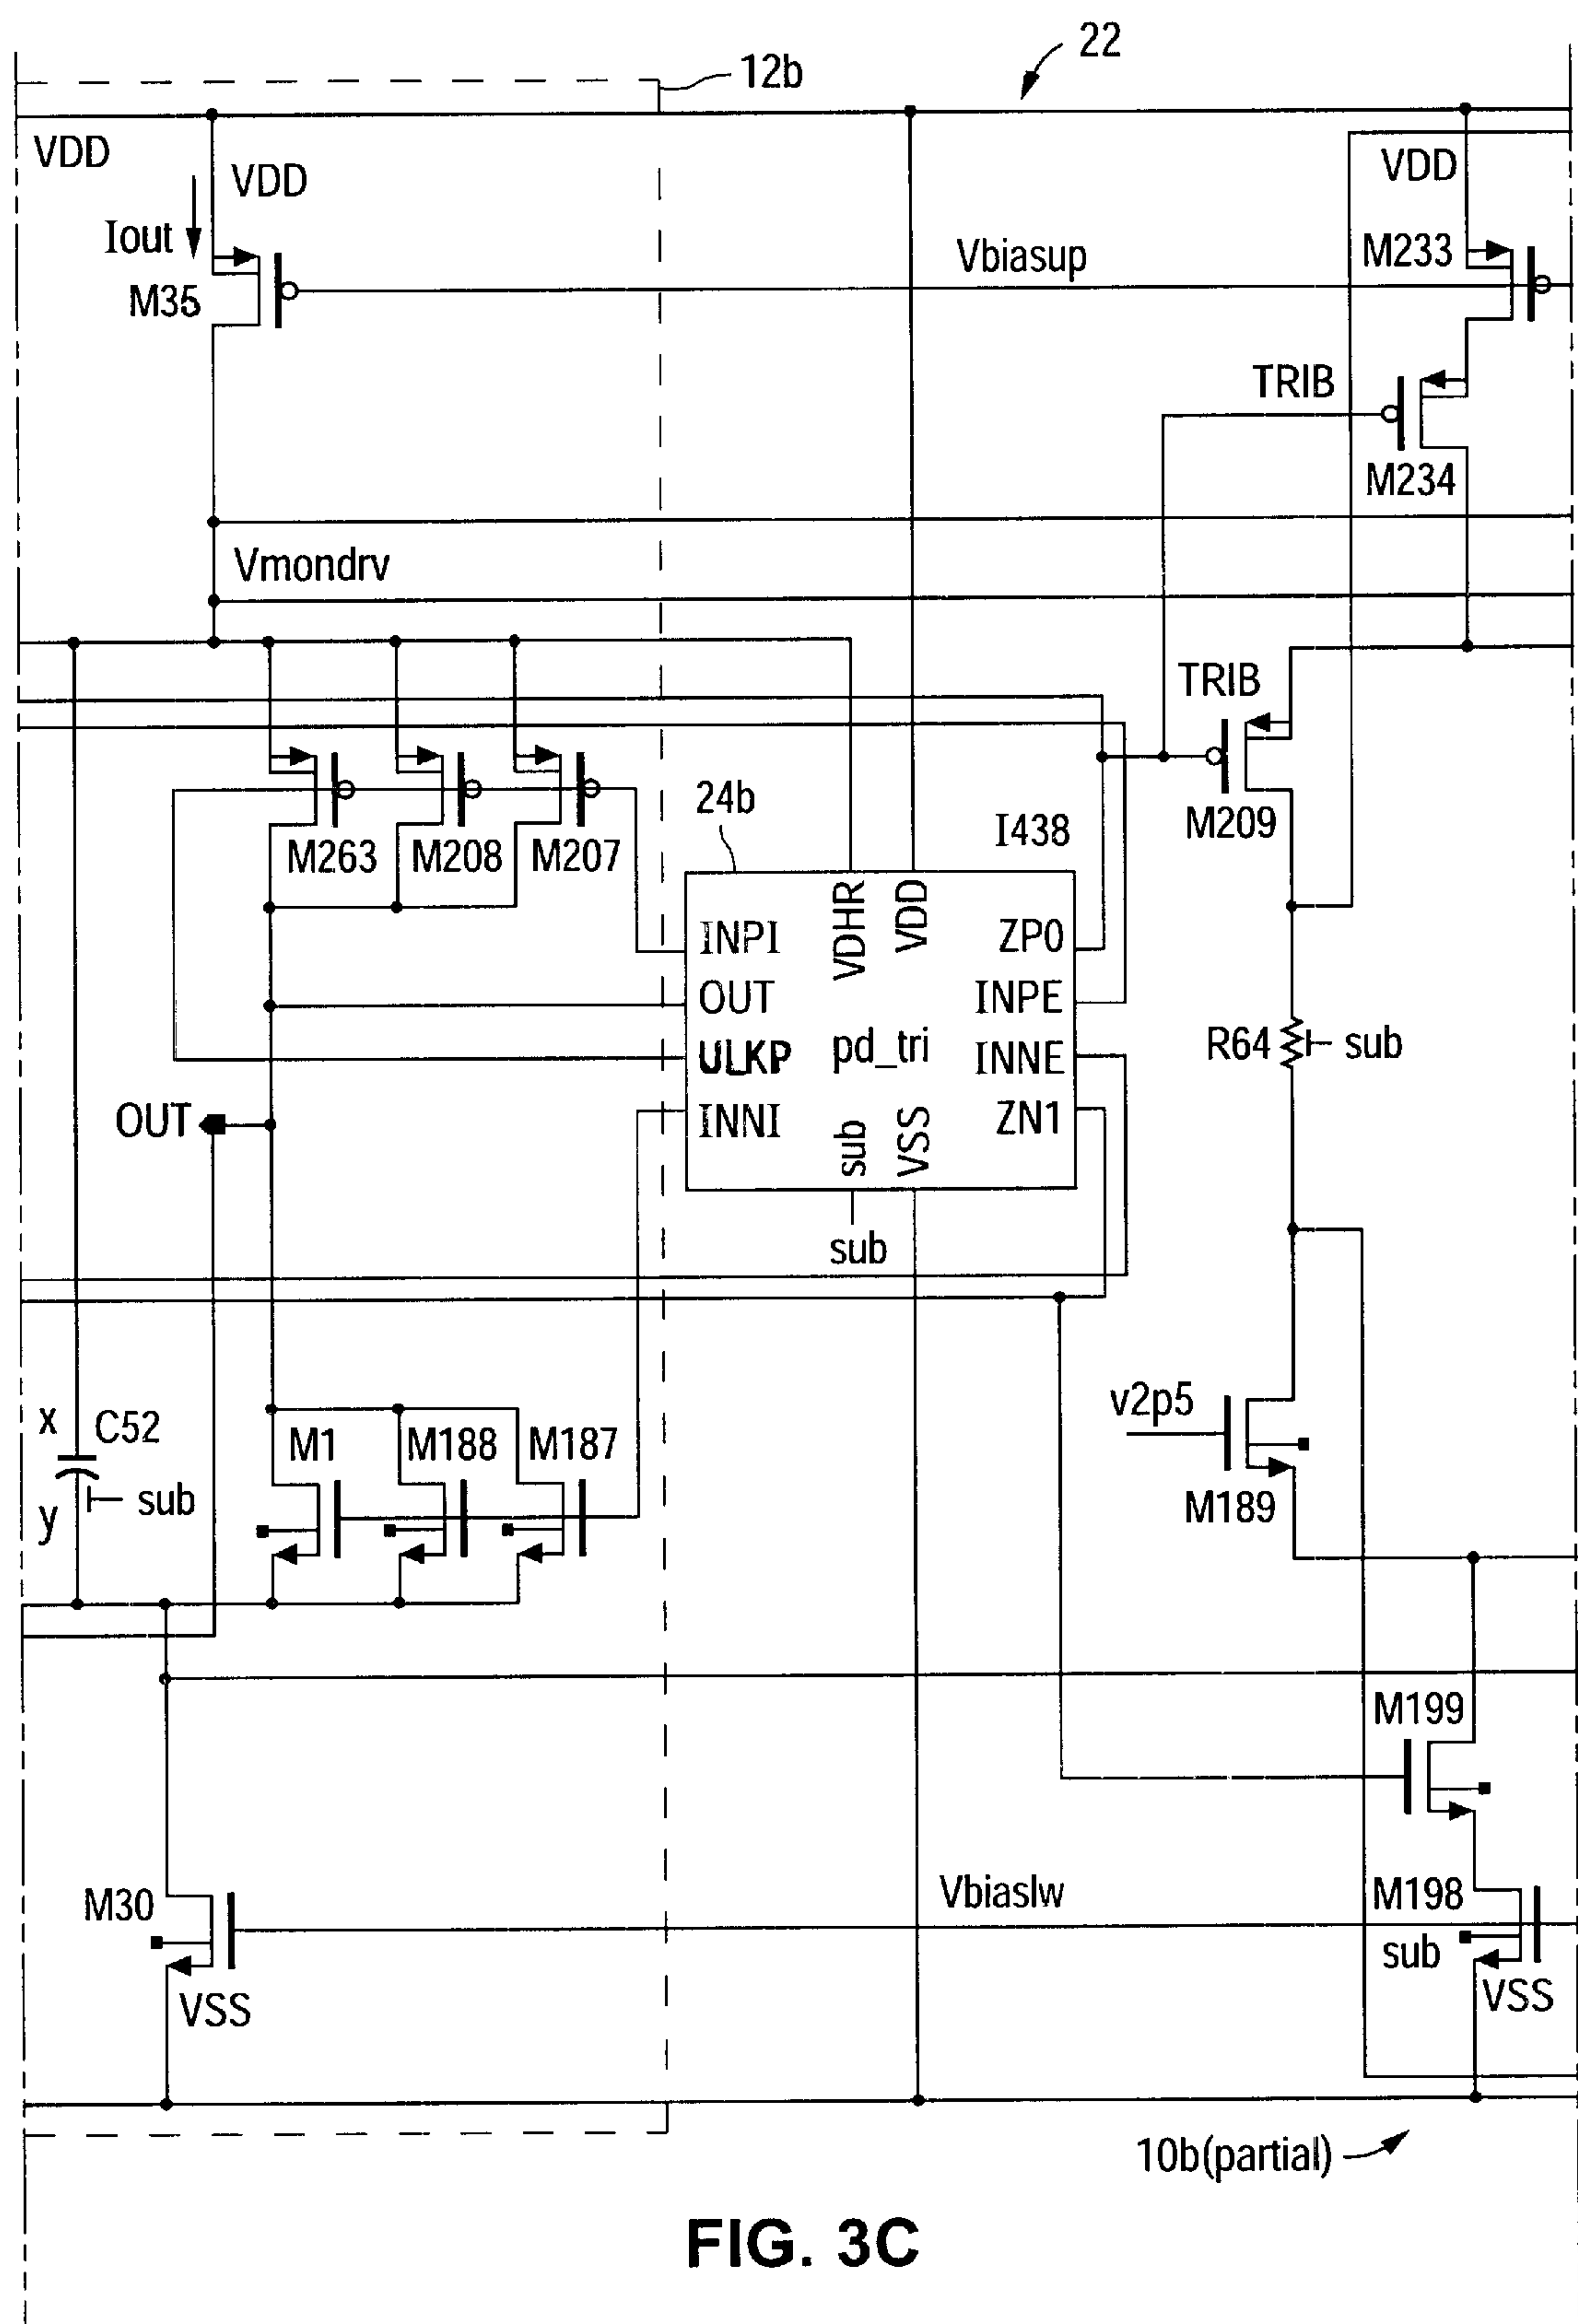 22
12b
VDD
VDD
VDD
Iout
Vbiasup
M233
M35
TRIB
M234
Vmondrv
TRIB
M263
M208
M207
24b
I438
M209
INPI
VDHR
VDD
ZP0
OUT
INPE
ULKP
pd_tri
INNE
R64
sub
OUT
INNI
sub
VSS
ZN1
sub
v2p5
x
C52
M1
M188
M187
y
sub
M189
M199
M30
Vbiaslw
M198
sub
VSS
VSS
10b(partial)
FIG. 3C